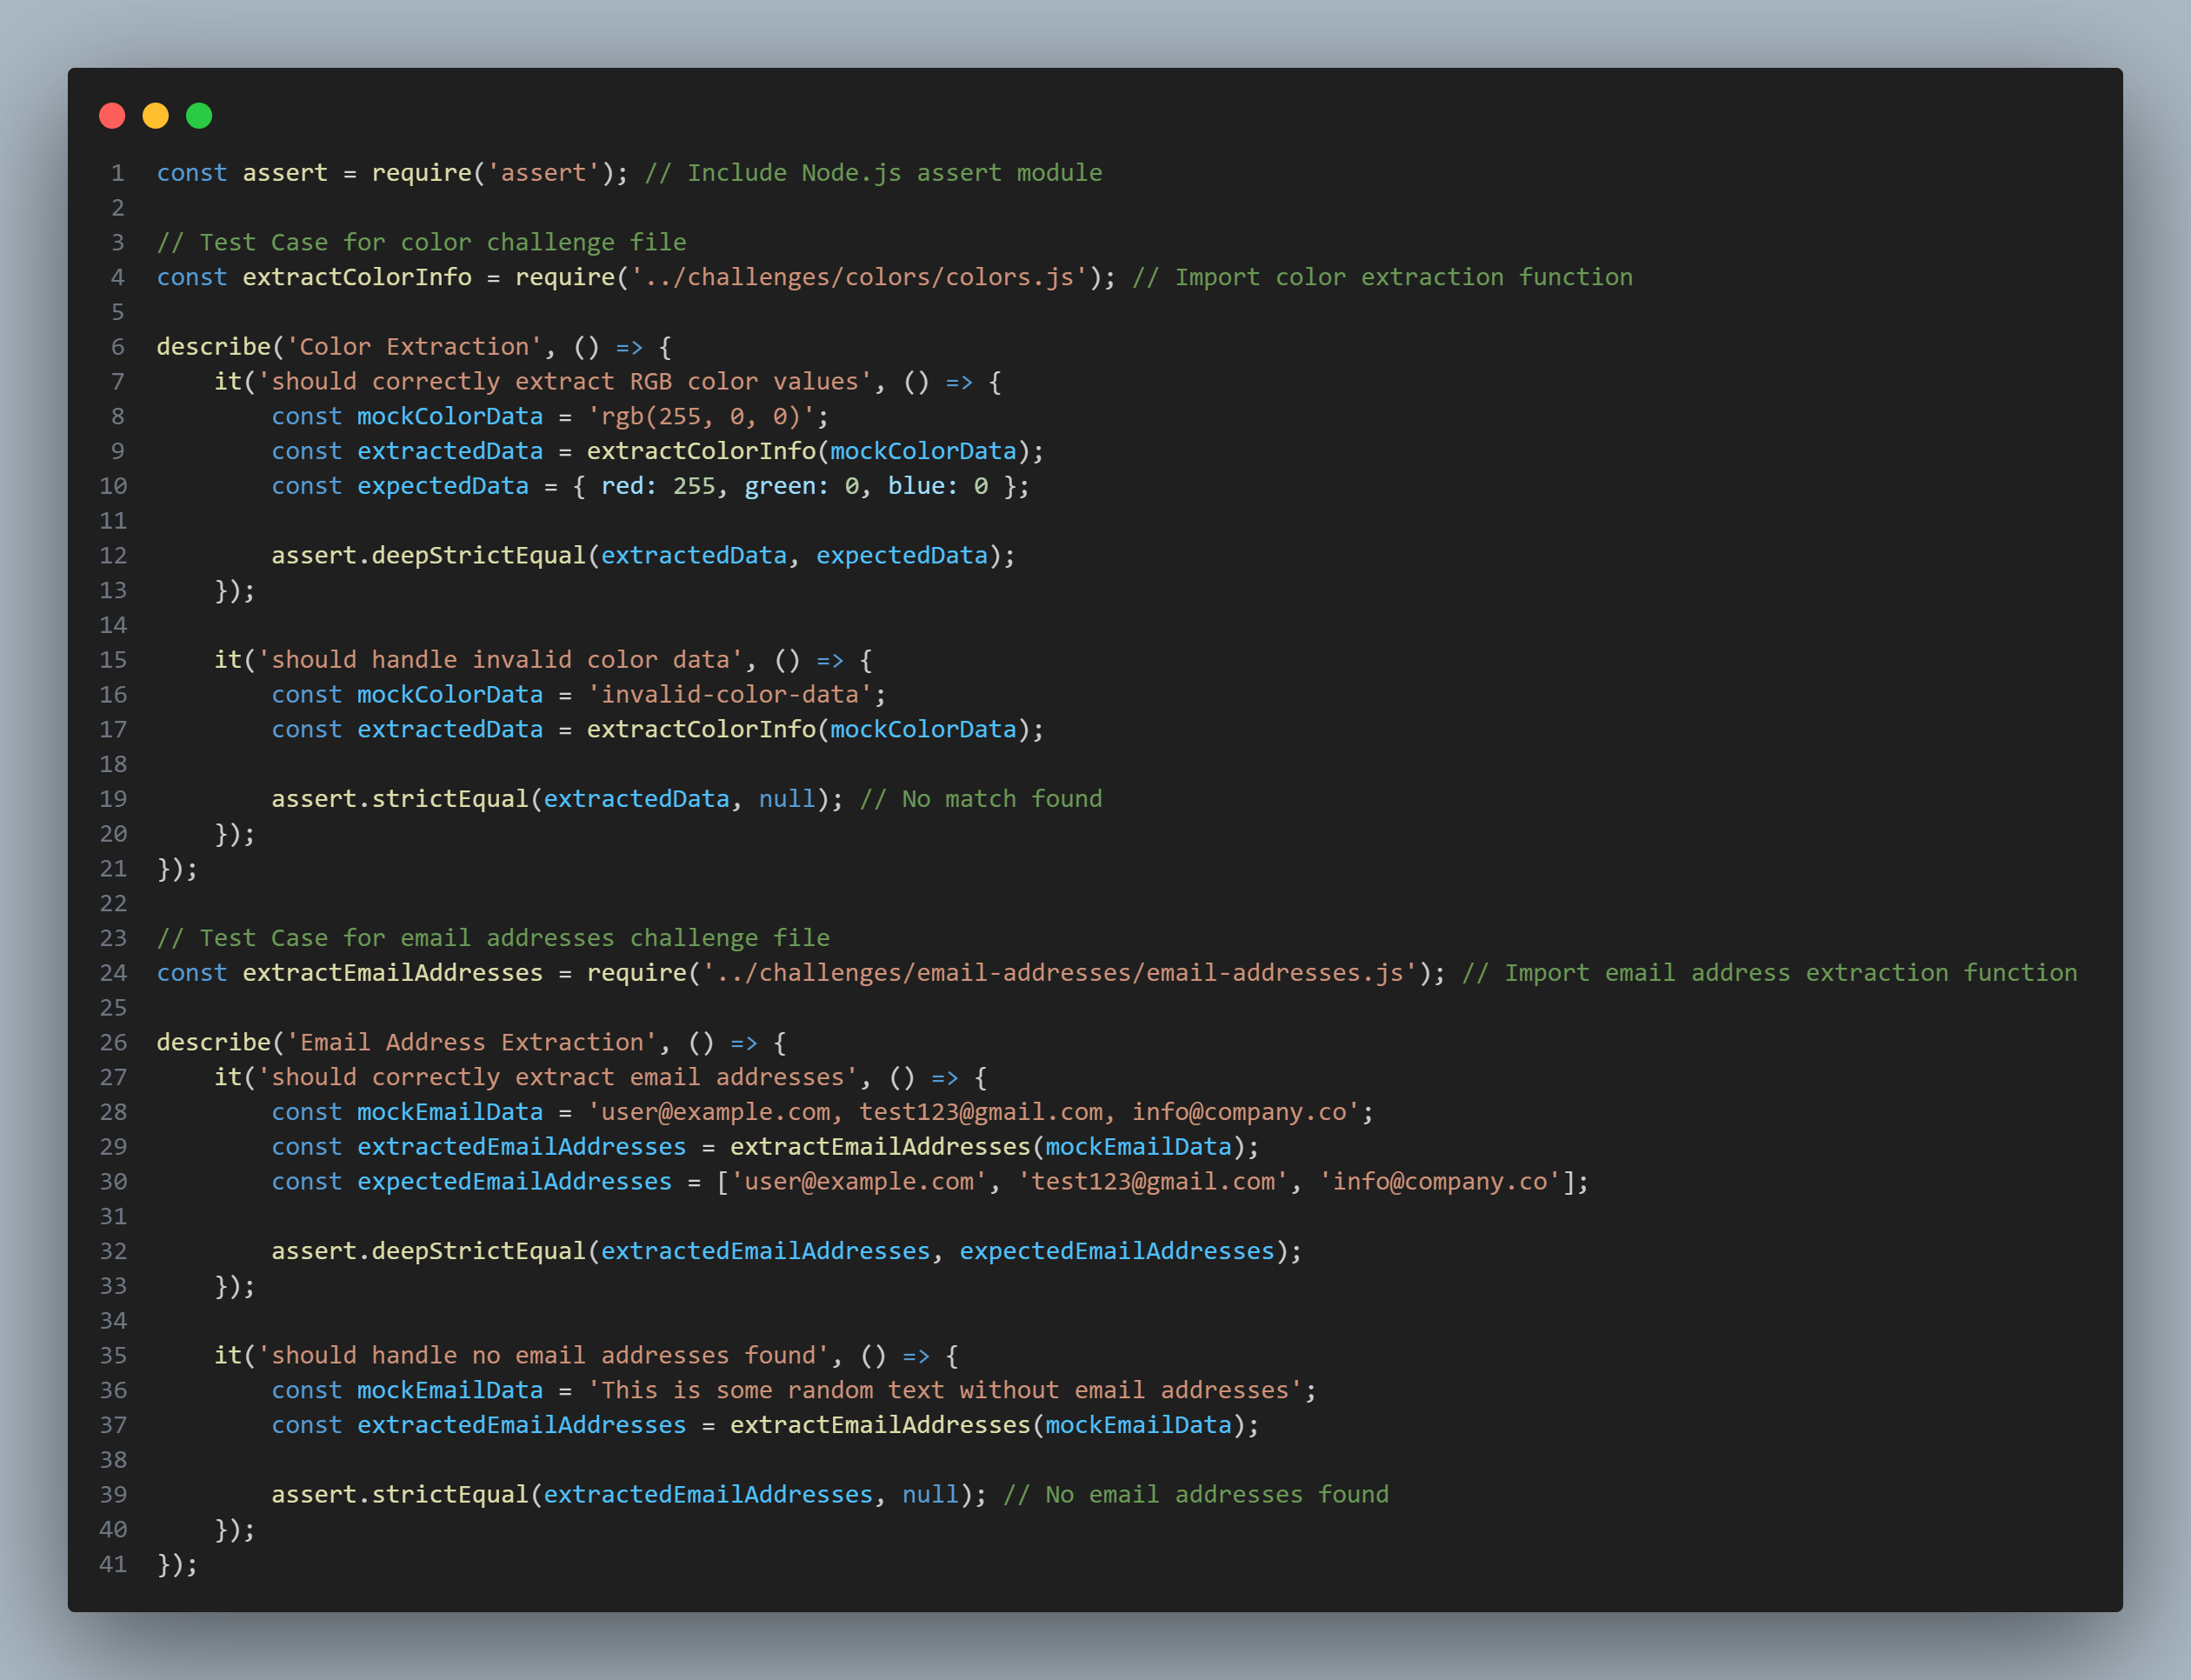 1 const assert = require('assert'); // Include Node.js assert module
2
3 // Test Case for color challenge file
4 const extractColorInfo = require('../challenges/colors/colors.js'); // Import color extraction function
5
6 describe('Color Extraction', () => {
7     it('should correctly extract RGB color values', () => {
8         const mockColorData = 'rgb(255, 0, 0)';
9         const extractedData = extractColorInfo(mockColorData);
10         const expectedData = { red: 255, green: 0, blue: 0 };
11
12         assert.deepStrictEqual(extractedData, expectedData);
13     });
14
15     it('should handle invalid color data', () => {
16         const mockColorData = 'invalid-color-data';
17         const extractedData = extractColorInfo(mockColorData);
18
19         assert.strictEqual(extractedData, null); // No match found
20     });
21 });
22
23 // Test Case for email addresses challenge file
24 const extractEmailAddresses = require('../challenges/email-addresses/email-addresses.js'); // Import email address extraction function
25
26 describe('Email Address Extraction', () => {
27     it('should correctly extract email addresses', () => {
28         const mockEmailData = 'user@example.com, test123@gmail.com, info@company.co';
29         const extractedEmailAddresses = extractEmailAddresses(mockEmailData);
30         const expectedEmailAddresses = ['user@example.com', 'test123@gmail.com', 'info@company.co'];
31
32         assert.deepStrictEqual(extractedEmailAddresses, expectedEmailAddresses);
33     });
34
35     it('should handle no email addresses found', () => {
36         const mockEmailData = 'This is some random text without email addresses';
37         const extractedEmailAddresses = extractEmailAddresses(mockEmailData);
38
39         assert.strictEqual(extractedEmailAddresses, null); // No email addresses found
40     });
41 });